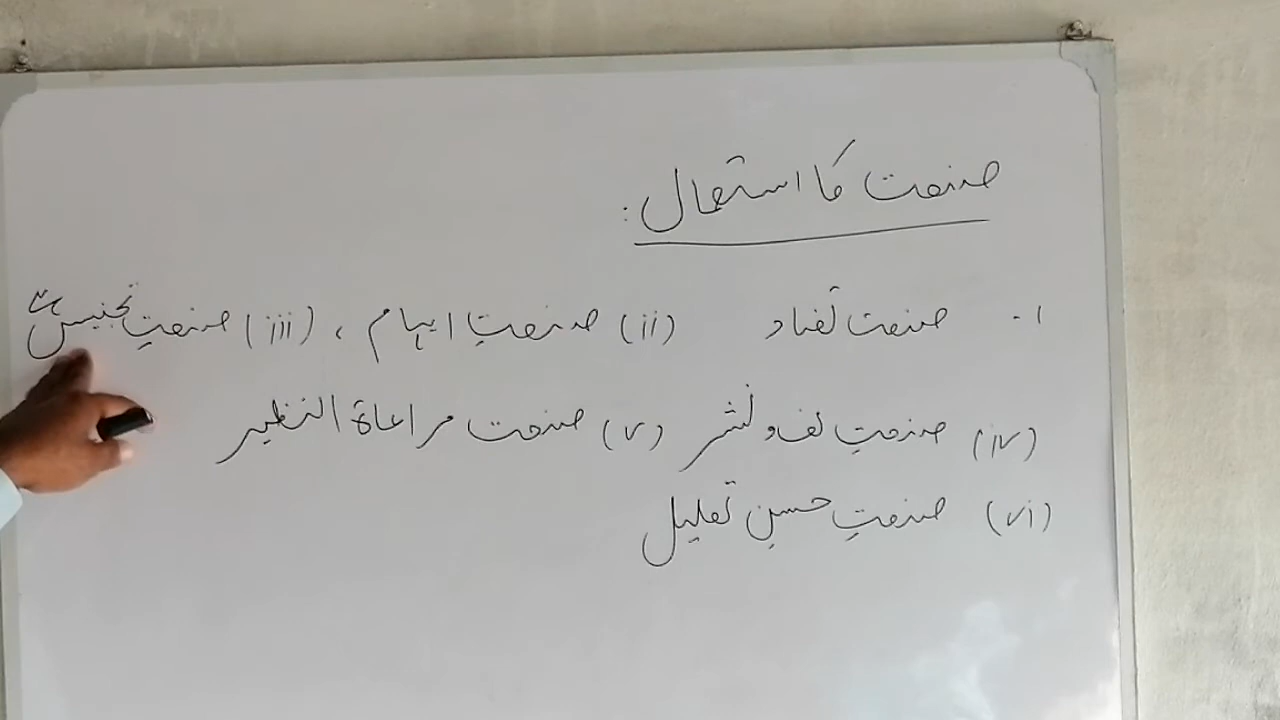 صنعت کا استعمال :
۱۔ صنعت تضاد (ii) صنعتِ ایہام ، (iii) صنعتِ تجنیس
(iv) صنعتِ لف و نشر (v) صنعت مراعاۃ النظیر
(vi) صنعتِ حسنِ تعلیل